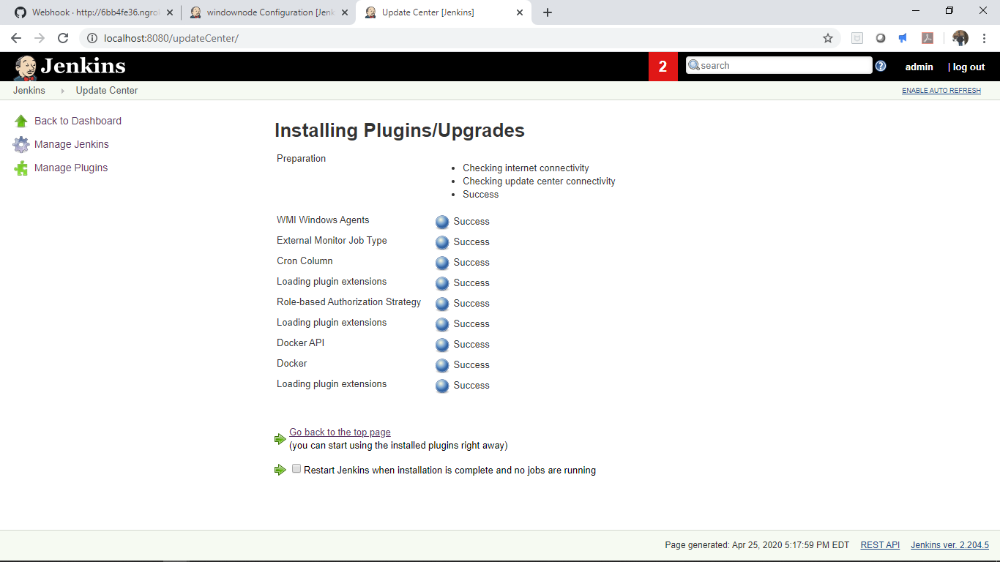 Webhook · http://6bb4fe36.ngro
windownode Configuration [Jenk
Update Center [Jenkins]
localhost:8080/updateCenter/
Jenkins
2
search
admin
| log out
Jenkins
Update Center
ENABLE AUTO REFRESH
Back to Dashboard
Manage Jenkins
Manage Plugins
Installing Plugins/Upgrades
Preparation
Checking internet connectivity
Checking update center connectivity
Success
WMI Windows Agents Success
External Monitor Job Type Success
Cron Column Success
Loading plugin extensions Success
Role-based Authorization Strategy Success
Loading plugin extensions Success
Docker API Success
Docker Success
Loading plugin extensions Success
Go back to the top page
(you can start using the installed plugins right away)
Restart Jenkins when installation is complete and no jobs are running
Page generated: Apr 25, 2020 5:17:59 PM EDT REST API Jenkins ver. 2.204.5